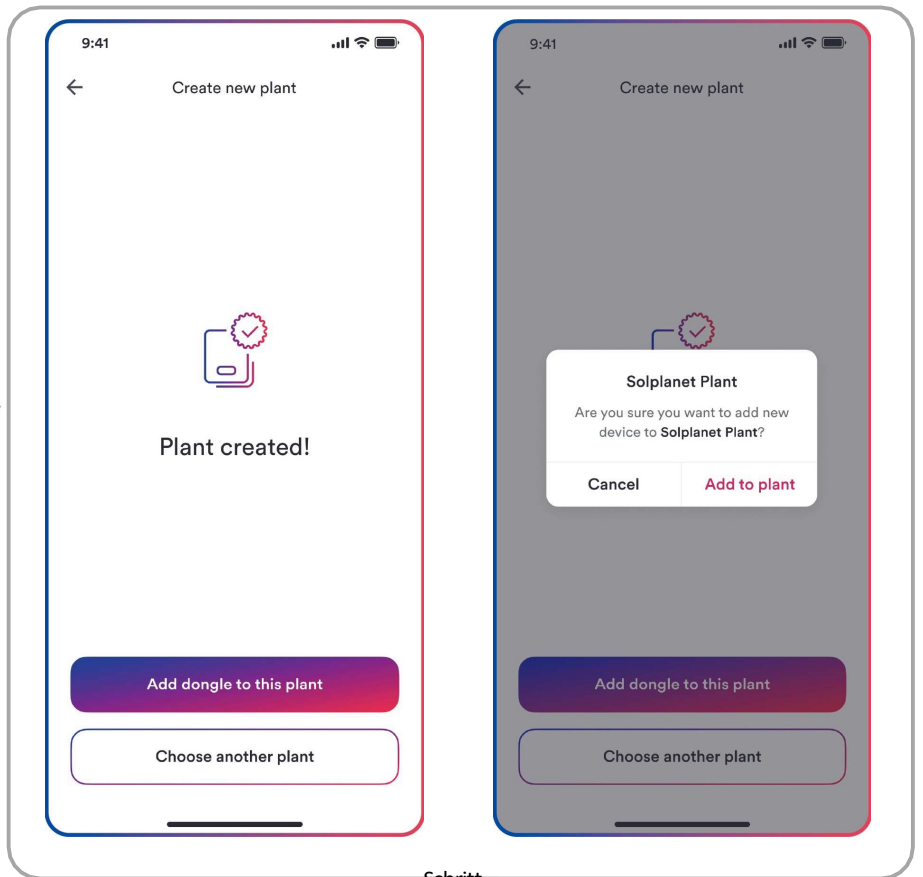 9:41
Create new plant
Plant created!
Add dongle to this plant
Choose another plant
9:41
Create new plant
Solplanet Plant
Are you sure you want to add new
device to Solplanet Plant?
Cancel
Add to plant
Add dongle to this plant
Choose another plant
Schritt